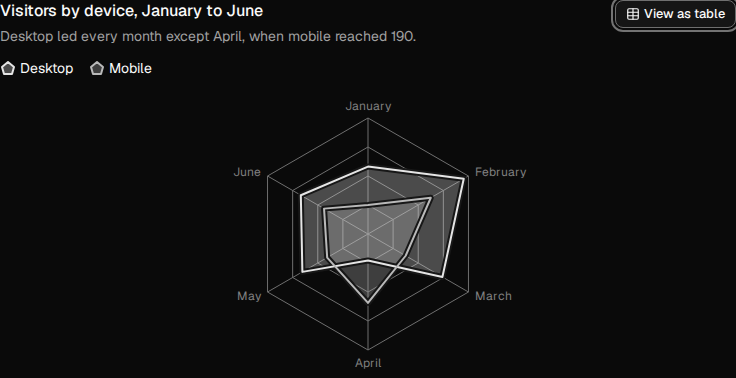 Visitors by device, January to June
View as table
Desktop led every month except April, when mobile reached 190.
Desktop Mobile
January
June
February
May
March
April